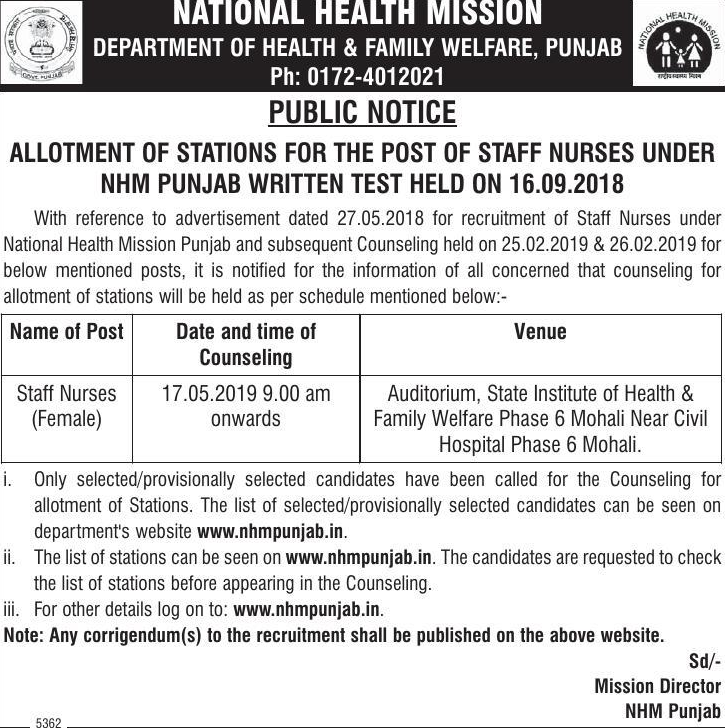 NATIONAL HEALTH MISSION
DEPARTMENT OF HEALTH & FAMILY WELFARE, PUNJAB
Ph: 0172-4012021
GOVT. PUNJAB
NATIONAL HEALTH MISSION
राष्ट्रीय स्वास्थ्य मिशन
PUBLIC NOTICE
ALLOTMENT OF STATIONS FOR THE POST OF STAFF NURSES UNDER
NHM PUNJAB WRITTEN TEST HELD ON 16.09.2018
With reference to advertisement dated 27.05.2018 for recruitment of Staff Nurses under
National Health Mission Punjab and subsequent Counseling held on 25.02.2019 & 26.02.2019 for
below mentioned posts, it is notified for the information of all concerned that counseling for
allotment of stations will be held as per schedule mentioned below:-
Name of Post
Date and time of
Counseling
Venue
Staff Nurses
(Female)
17.05.2019 9.00 am
onwards
Auditorium, State Institute of Health &
Family Welfare Phase 6 Mohali Near Civil
Hospital Phase 6 Mohali.
i. Only selected/provisionally selected candidates have been called for the Counseling for
allotment of Stations. The list of selected/provisionally selected candidates can be seen on
department's website www.nhmpunjab.in.
ii. The list of stations can be seen on www.nhmpunjab.in. The candidates are requested to check
the list of stations before appearing in the Counseling.
iii. For other details log on to: www.nhmpunjab.in.
Note: Any corrigendum(s) to the recruitment shall be published on the above website.
Sd/-
Mission Director
NHM Punjab
5362